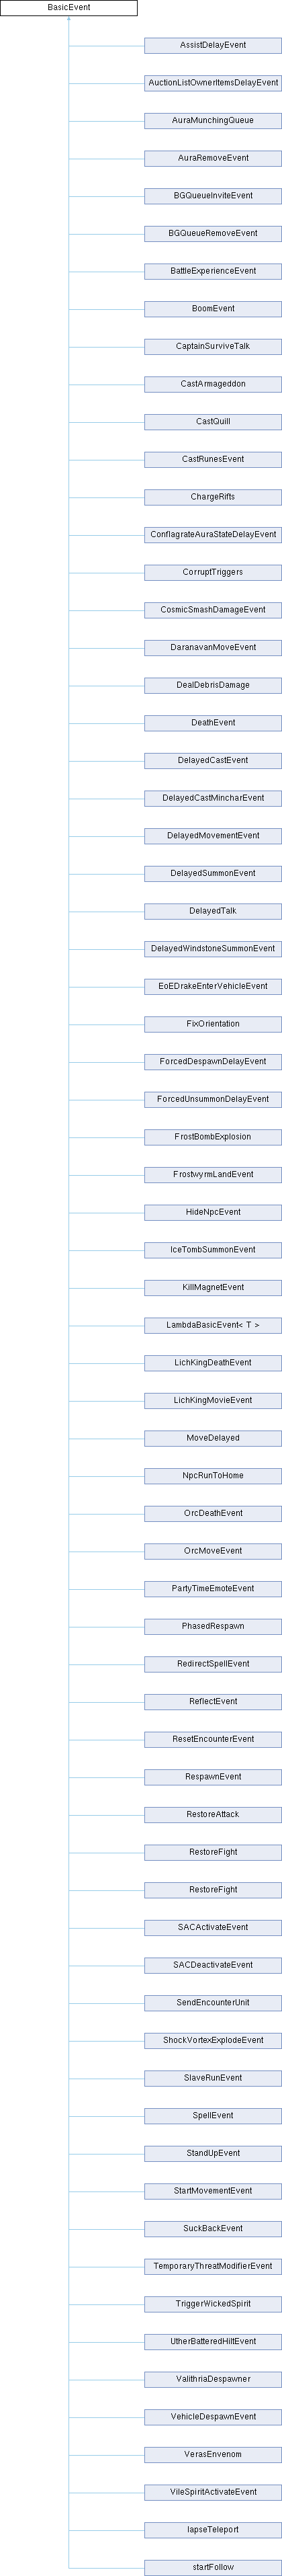 BasicEvent
AssistDelayEvent
AuctionListOwnerItemsDelayEvent
AuraMunchingQueue
AuraRemoveEvent
BGQueueInviteEvent
BGQueueRemoveEvent
BattleExperienceEvent
BoomEvent
CaptainSurviveTalk
CastArmageddon
CastQuill
CastRunesEvent
ChargeRifts
ConflagrateAuraStateDelayEvent
CorruptTriggers
CosmicSmashDamageEvent
DaranavanMoveEvent
DealDebrisDamage
DeathEvent
DelayedCastEvent
DelayedCastMincharEvent
DelayedMovementEvent
DelayedSummonEvent
DelayedTalk
DelayedWindstoneSummonEvent
EoEDrakeEnterVehicleEvent
FixOrientation
ForcedDespawnDelayEvent
ForcedUnsummonDelayEvent
FrostBombExplosion
FrostwyrmLandEvent
HideNpcEvent
IceTombSummonEvent
KillMagnetEvent
LambdaBasicEvent< T >
LichKingDeathEvent
LichKingMovieEvent
MoveDelayed
NpcRunToHome
OrcDeathEvent
OrcMoveEvent
PartyTimeEmoteEvent
PhasedRespawn
RedirectSpellEvent
ReflectEvent
ResetEncounterEvent
RespawnEvent
RestoreAttack
RestoreFight
RestoreFight
SACActivateEvent
SACDeactivateEvent
SendEncounterUnit
ShockVortexExplodeEvent
SlaveRunEvent
SpellEvent
StandUpEvent
StartMovementEvent
SuckBackEvent
TemporaryThreatModifierEvent
TriggerWickedSpirit
UtherBatteredHiltEvent
ValithriaDespawner
VehicleDespawnEvent
VerasEnvenom
VileSpiritActivateEvent
lapseTeleport
startFollow